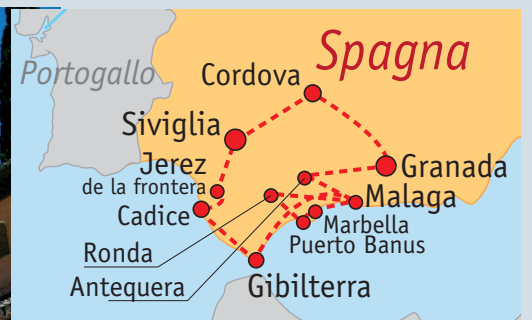 Spagna
Portogallo
Cordova
Siviglia
Jerez
de la frontera
Granada
Malaga
Cadice
Marbella
Puerto Banus
Ronda
Antequera
Gibilterra